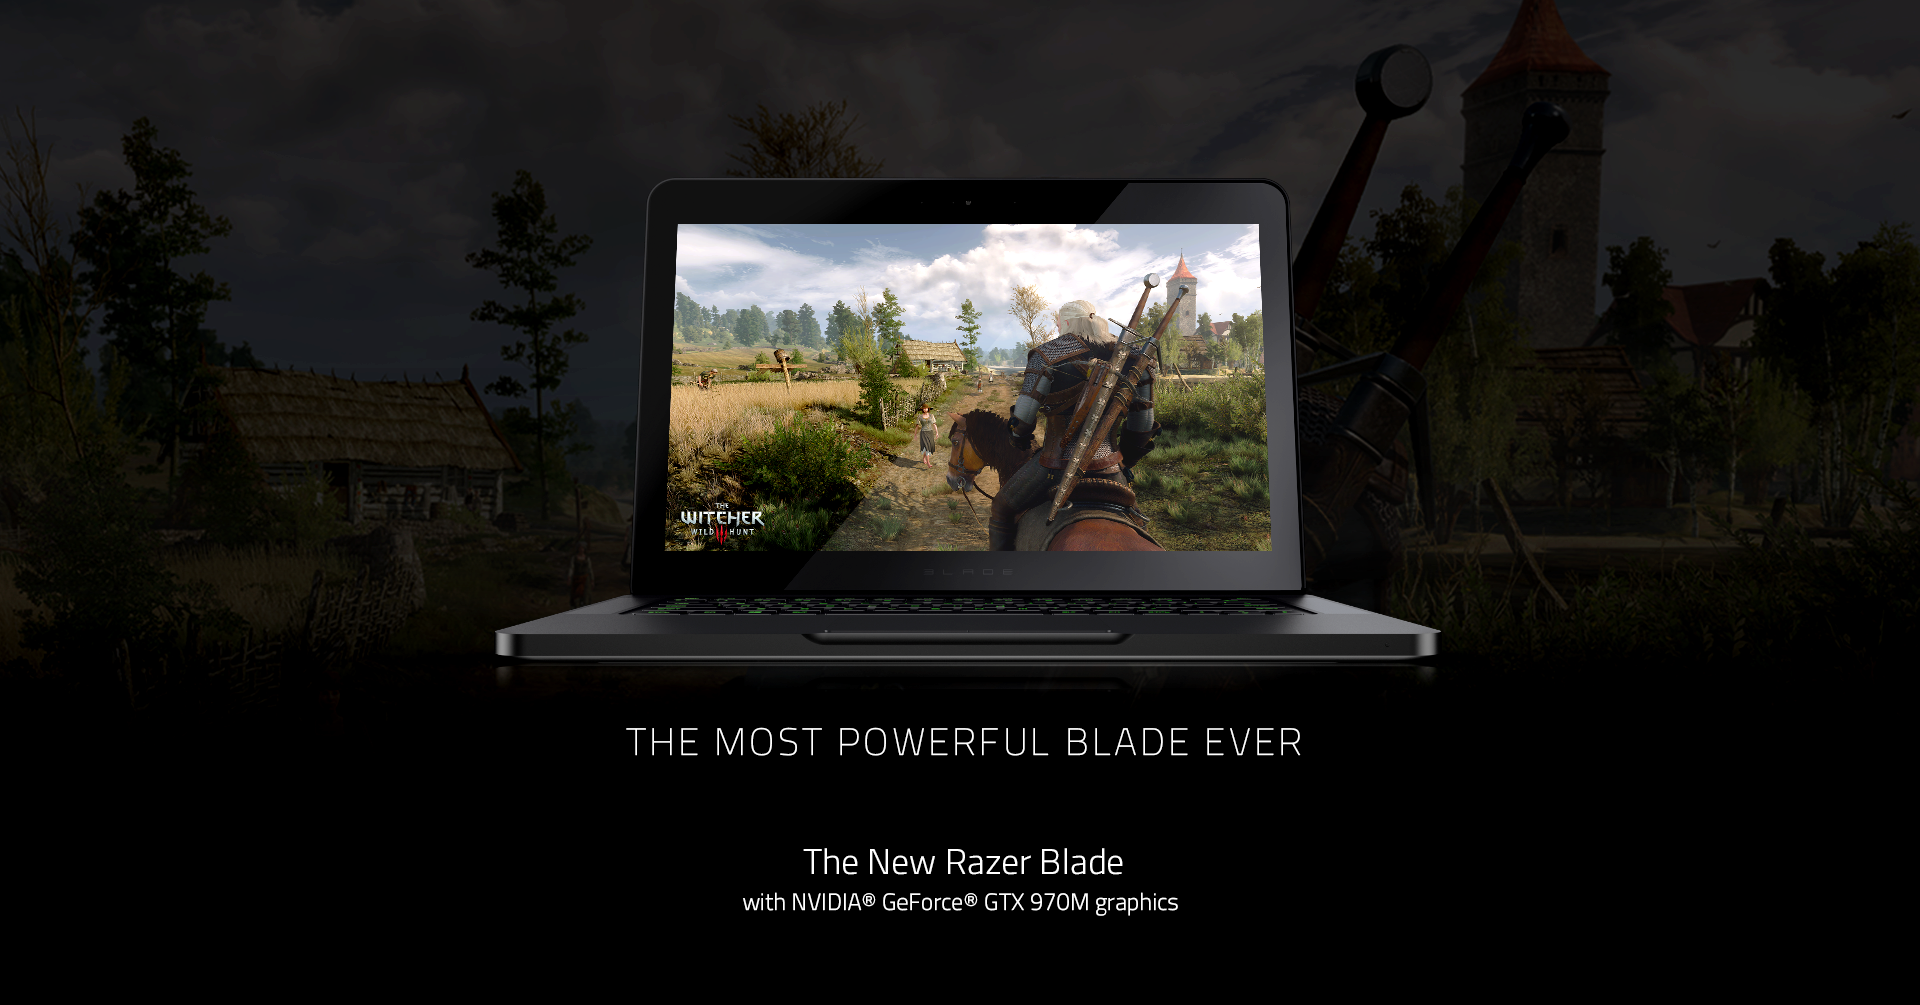 THE
WITCHER
WILD HUNT
BLADE
THE MOST POWERFUL BLADE EVER
The New Razer Blade
with NVIDIA® GeForce® GTX 970M graphics